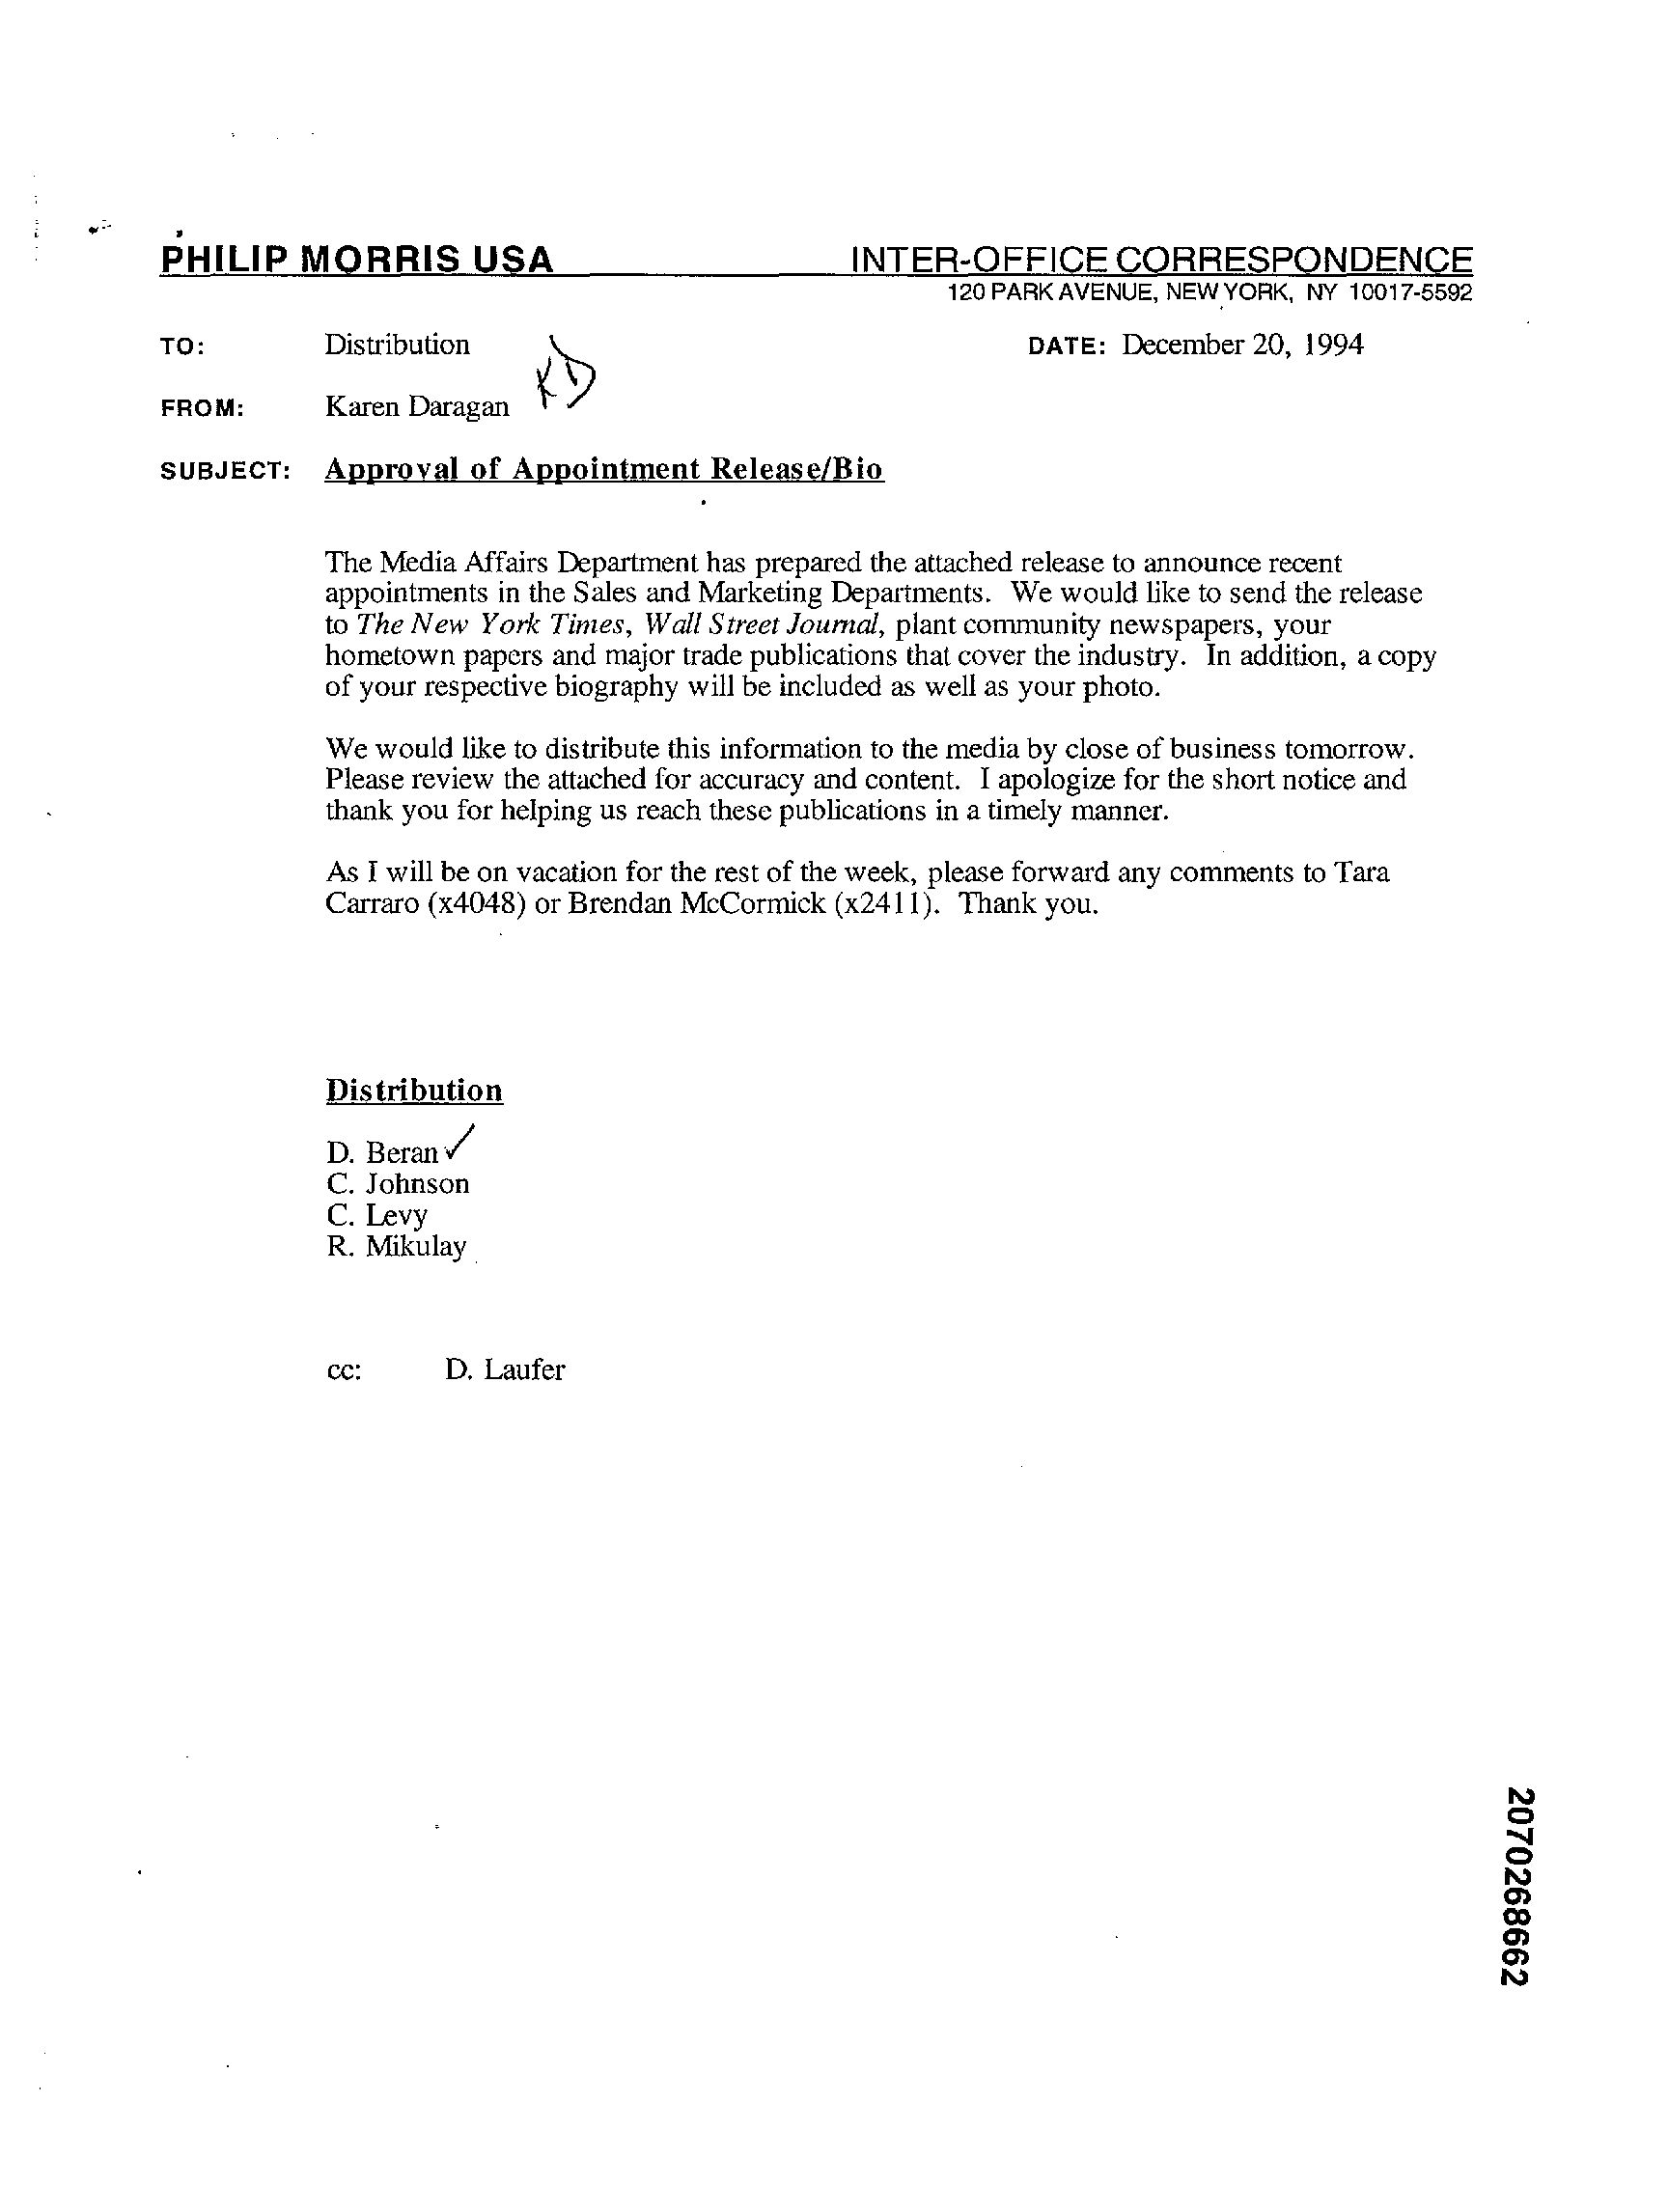 PHILIP MORRIS USA INTER-OFFICE CORRESPONDENCE
120 PARK AVENUE, NEW YORK, NY 10017-5592
TO: Distribution DATE: December 20, 1994
KD
FROM: Karen Daragan
SUBJECT: Approval of Appointment Release/Bio
The Media Affairs Department has prepared the attached release to announce recent
appointments in the Sales and Marketing Departments. We would like to send the release
to The New York Times, Wall Street Journal, plant community newspapers, your
hometown papers and major trade publications that cover the industry. In addition, a copy
of your respective biography will be included as well as your photo.
We would like to distribute this information to the media by close of business tomorrow.
Please review the attached for accuracy and content. I apologize for the short notice and
thank you for helping us reach these publications in a timely manner.
As I will be on vacation for the rest of the week, please forward any comments to Tara
Carraro (x4048) or Brendan McCormick (x2411). Thank you.
Distribution
D. Beran ✓
C. Johnson
C. Levy
R. Mikulay
cc: D. Laufer
2070268662